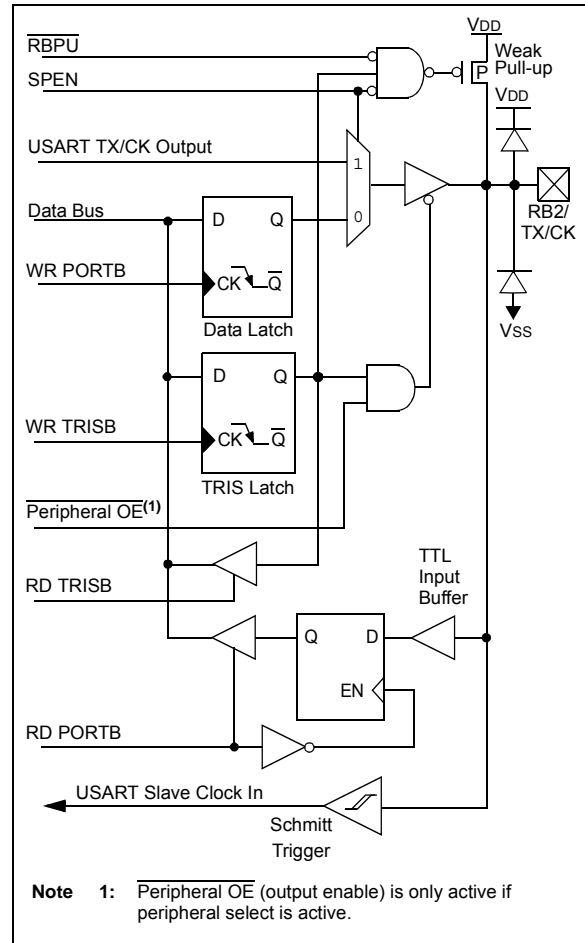 VDD
RBPU
Weak
Pull-up
P
SPEN
VDD
USART TX/CK Output
1
0
RB2/
TX/CK
Data Bus
D Q
WR PORTB
CK Q
Data Latch
VSS
D Q
WR TRISB
CK Q
TRIS Latch
Peripheral OE(1)
TTL
Input
Buffer
RD TRISB
Q D
EN
RD PORTB
USART Slave Clock In
Schmitt
Trigger
Note 1: Peripheral OE (output enable) is only active if
peripheral select is active.